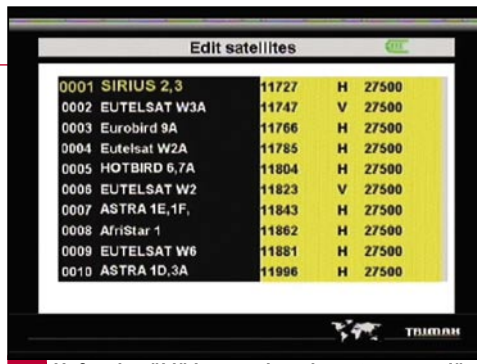 Edit satellites
0001 SIRIUS 2,3 11727 H 27500
0002 EUTELSAT W3A 11747 V 27500
0003 Eurobird 9A 11766 H 27500
0004 Eutelsat W2A 11785 H 27500
0005 HOTBIRD 6,7A 11804 H 27500
0006 EUTELSAT W2 11823 V 27500
0007 ASTRA 1E,1F, 11843 H 27500
0008 AfriStar 1 11862 H 27500
0009 EUTELSAT W6 11881 H 27500
0010 ASTRA 1D,3A 11996 H 27500
TRIMAX